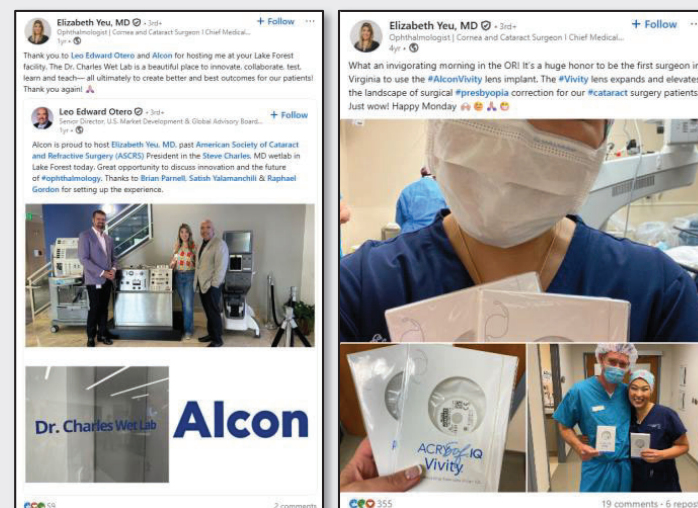 Elizabeth Yeu, MD • 3rd+
Ophthalmologist | Cornea and Cataract Surgeon I Chief Medical...
1yr •
+ Follow ...
Thank you to Leo Edward Otero and Alcon for hosting me at your Lake Forest
facility. The Dr. Charles Wet Lab is a beautiful place to innovate, collaborate, test,
learn and teach— all ultimately to create better and best outcomes for our patients!
Thank you again! 🙏
Leo Edward Otero • 3rd+
Senior Director, U.S. Market Development & Global Advisory Board...
1yr •
+ Follow
Alcon is proud to host Elizabeth Yeu, MD, past American Society of Cataract
and Refractive Surgery (ASCRS) President in the Steve Charles, MD wetlab in
Lake Forest today. Great opportunity to discuss innovation and the future
of #ophthalmology. Thanks to Brian Parnell, Satish Yalamanchili & Raphael
Gordon for setting up the experience.
Dr. Charles Wet Lab
Alcon
59
2 comments
Elizabeth Yeu, MD • 3rd+
Ophthalmologist | Cornea and Cataract Surgeon I Chief Medical...
4yr •
+ Follow
What an invigorating morning in the OR! It's a huge honor to be the first surgeon in
Virginia to use the #AlconVivity lens implant. The #Vivity lens expands and elevates
the landscape of surgical #presbyopia correction for our #cataract surgery patients.
Just wow! Happy Monday
ACRYSof IQ
Vivity
355
19 comments • 6 repost